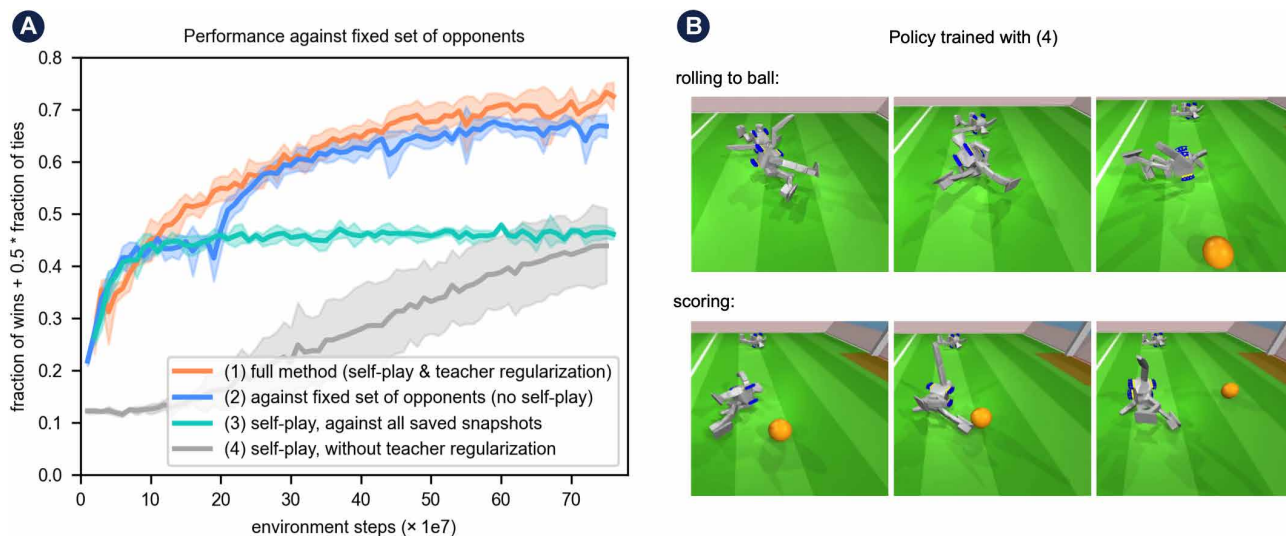 A
Performance against fixed set of opponents
fraction of wins + 0.5 * fraction of ties
0.8
0.7
0.6
0.5
0.4
0.3
0.2
0.1
0.0
(1) full method (self-play & teacher regularization)
(2) against fixed set of opponents (no self-play)
(3) self-play, against all saved snapshots
(4) self-play, without teacher regularization
0 10 20 30 40 50 60 70
environment steps (× 1e7)
B
Policy trained with (4)
rolling to ball:
scoring: